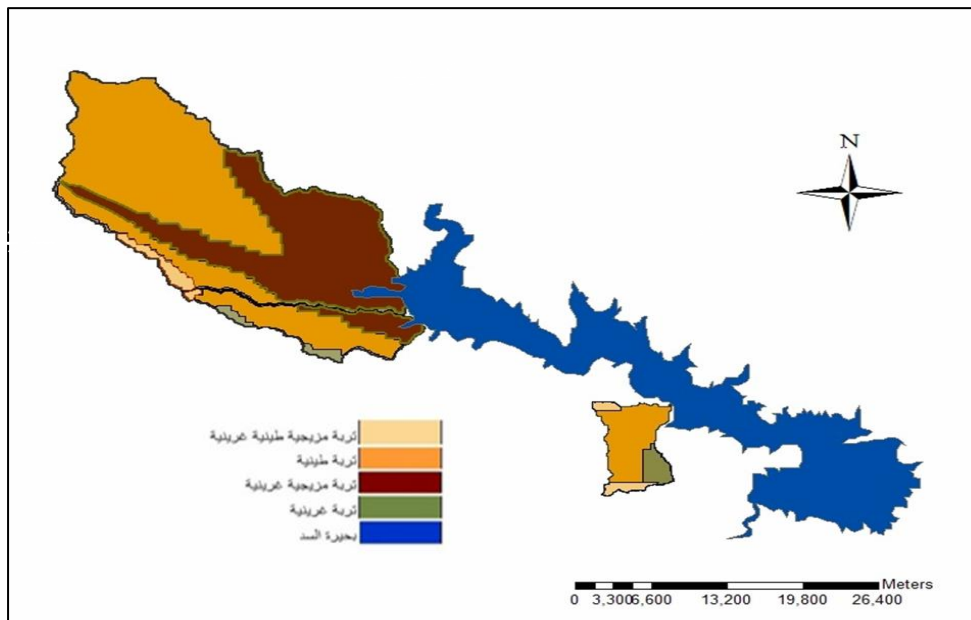 N
تربة مزيجية طينية غرينية
تربة طينية
تربة مزيجية غرينية
تربة غرينية
بحيرة السد
Meters
0 3,300 6,600 13,200 19,800 26,400